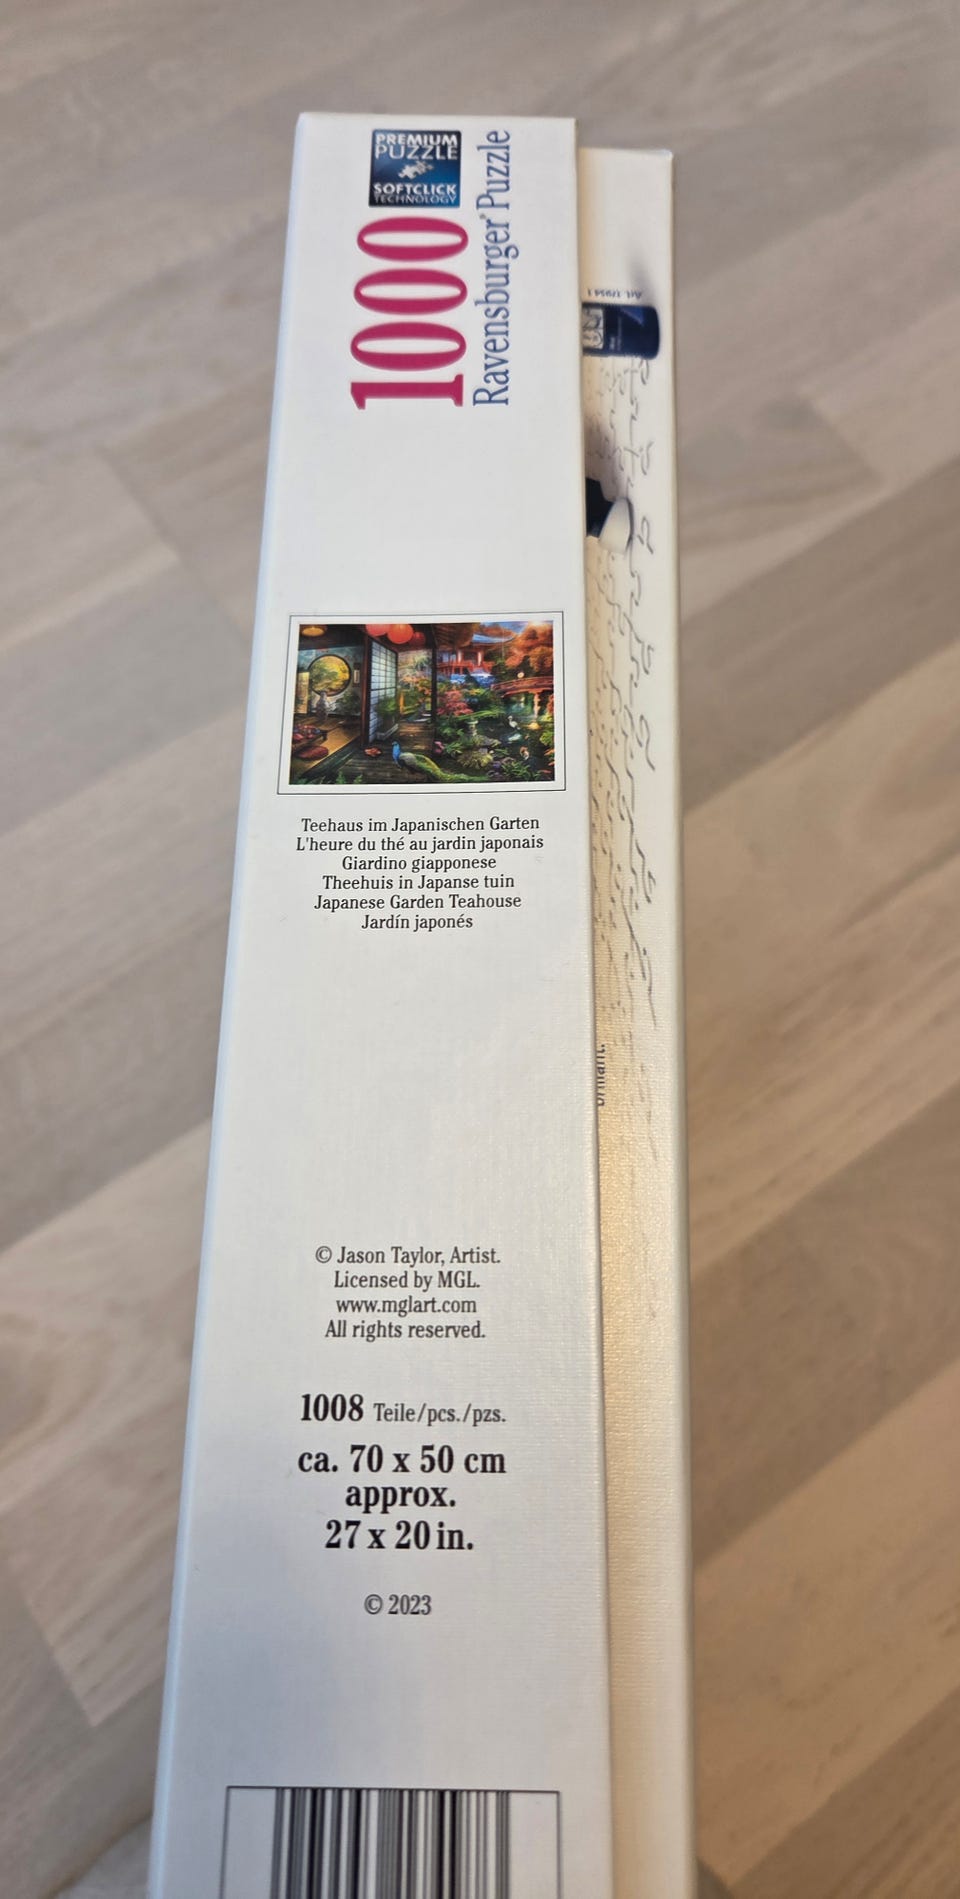 PREMIUM
PUZZLE
SOFTCLICK
TECHNOLOGY
1000
Ravensburger® Puzzle
Teehaus im Japanischen Garten
L'heure du thé au jardin japonais
Giardino giapponese
Theehuis in Japanse tuin
Japanese Garden Teahouse
Jardín japonés
© Jason Taylor, Artist.
Licensed by MGL.
www.mglart.com
All rights reserved.
1008 Teile/pcs./pzs.
ca. 70 x 50 cm
approx.
27 x 20 in.
© 2023
brillant.